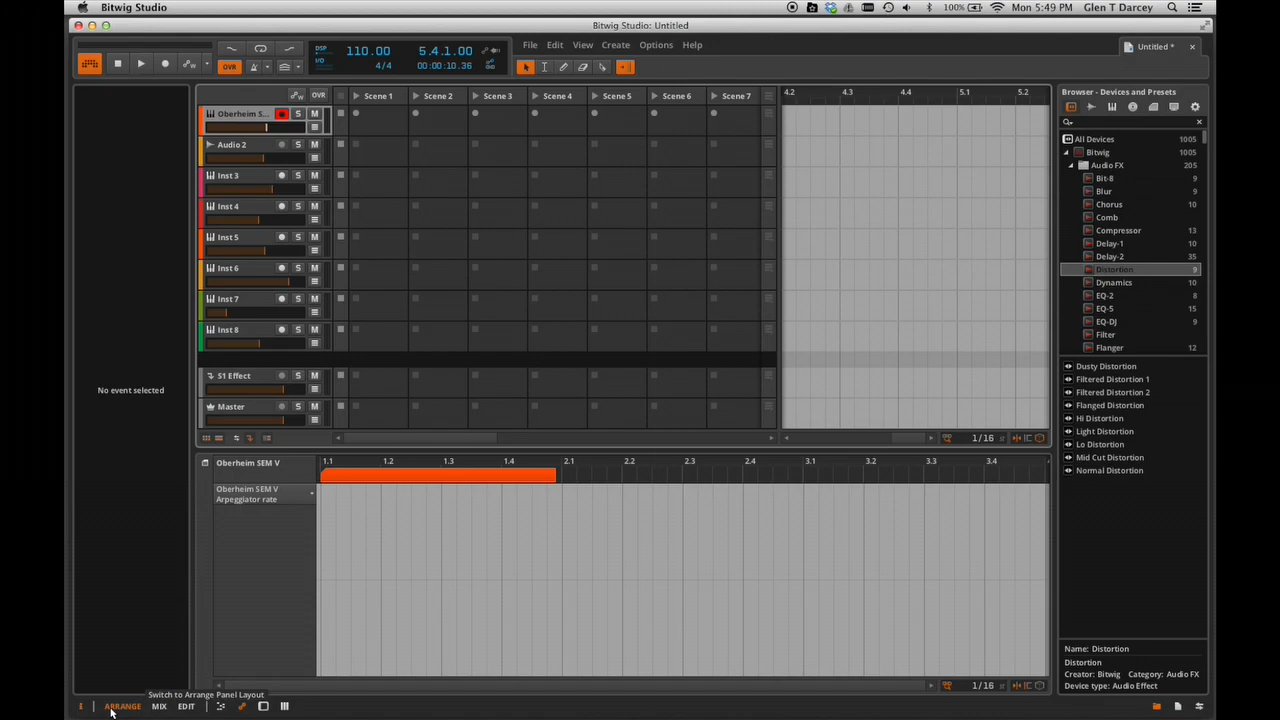 Bitwig Studio
100%
Mon 5:49 PM
Glen T Darcey
Bitwig Studio: Untitled
DSP
I/O
110.00
4/4
5.4.1.00
00:00:10.36
OVR
File Edit View Create Options Help
Untitled *
OVR
Scene 1
Scene 2
Scene 3
Scene 4
Scene 5
Scene 6
Scene 7
4.2 4.3 4.4 5.1 5.2
Oberheim S... S M
Audio 2 S M
Inst 3 S M
Inst 4 S M
Inst 5 S M
Inst 6 S M
Inst 7 S M
Inst 8 S M
S1 Effect S M
Master S M
1/16
No event selected
Oberheim SEM V
1.1 1.2 1.3 1.4 2.1 2.2 2.3 2.4 3.1 3.2 3.3 3.4
Oberheim SEM V
Arpeggiator rate
1/16
Browser - Devices and Presets
All Devices 1005
Bitwig 1005
Audio FX 205
Bit-8 9
Blur 9
Chorus 10
Comb
Compressor 13
Delay-1 10
Delay-2 35
Distortion 9
Dynamics 10
EQ-2 8
EQ-5 15
EQ-DJ 9
Filter
Flanger 12
Dusty Distortion
Filtered Distortion 1
Filtered Distortion 2
Flanged Distortion
Hi Distortion
Light Distortion
Lo Distortion
Mid Cut Distortion
Normal Distortion
Name: Distortion
Distortion
Creator: Bitwig Category: Audio FX
Device type: Audio Effect
Switch to Arrange Panel Layout
i ARRANGE MIX EDIT